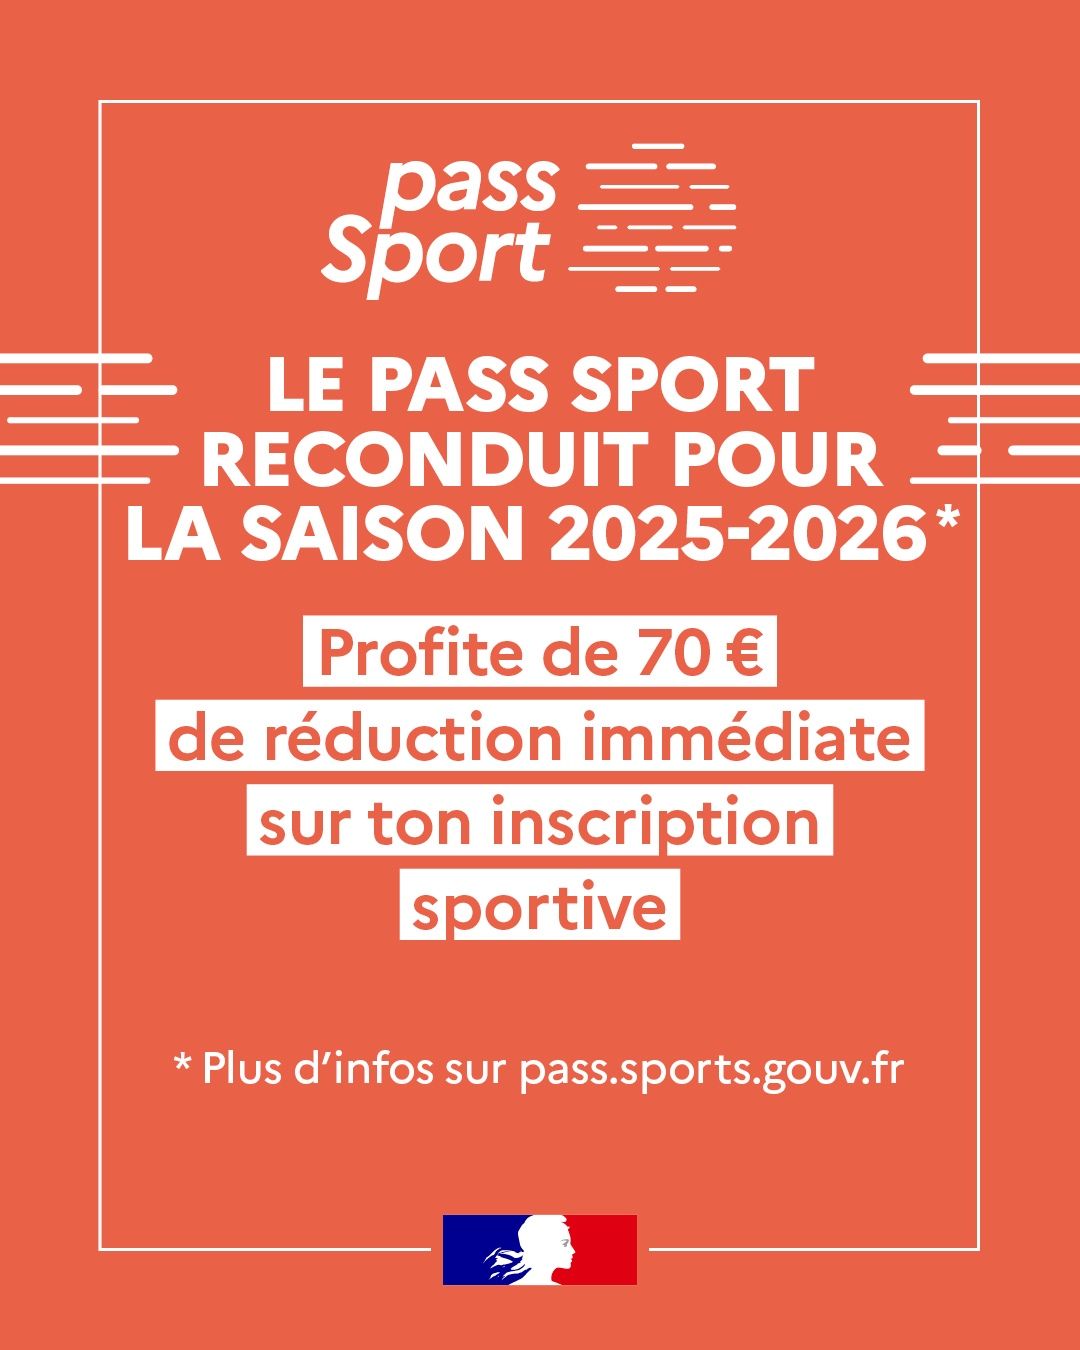 pass
Sport
LE PASS SPORT
RECONDUIT POUR
LA SAISON 2025-2026*
Profite de 70 €
de réduction immédiate
sur ton inscription
sportive
* Plus d’infos sur pass.sports.gouv.fr